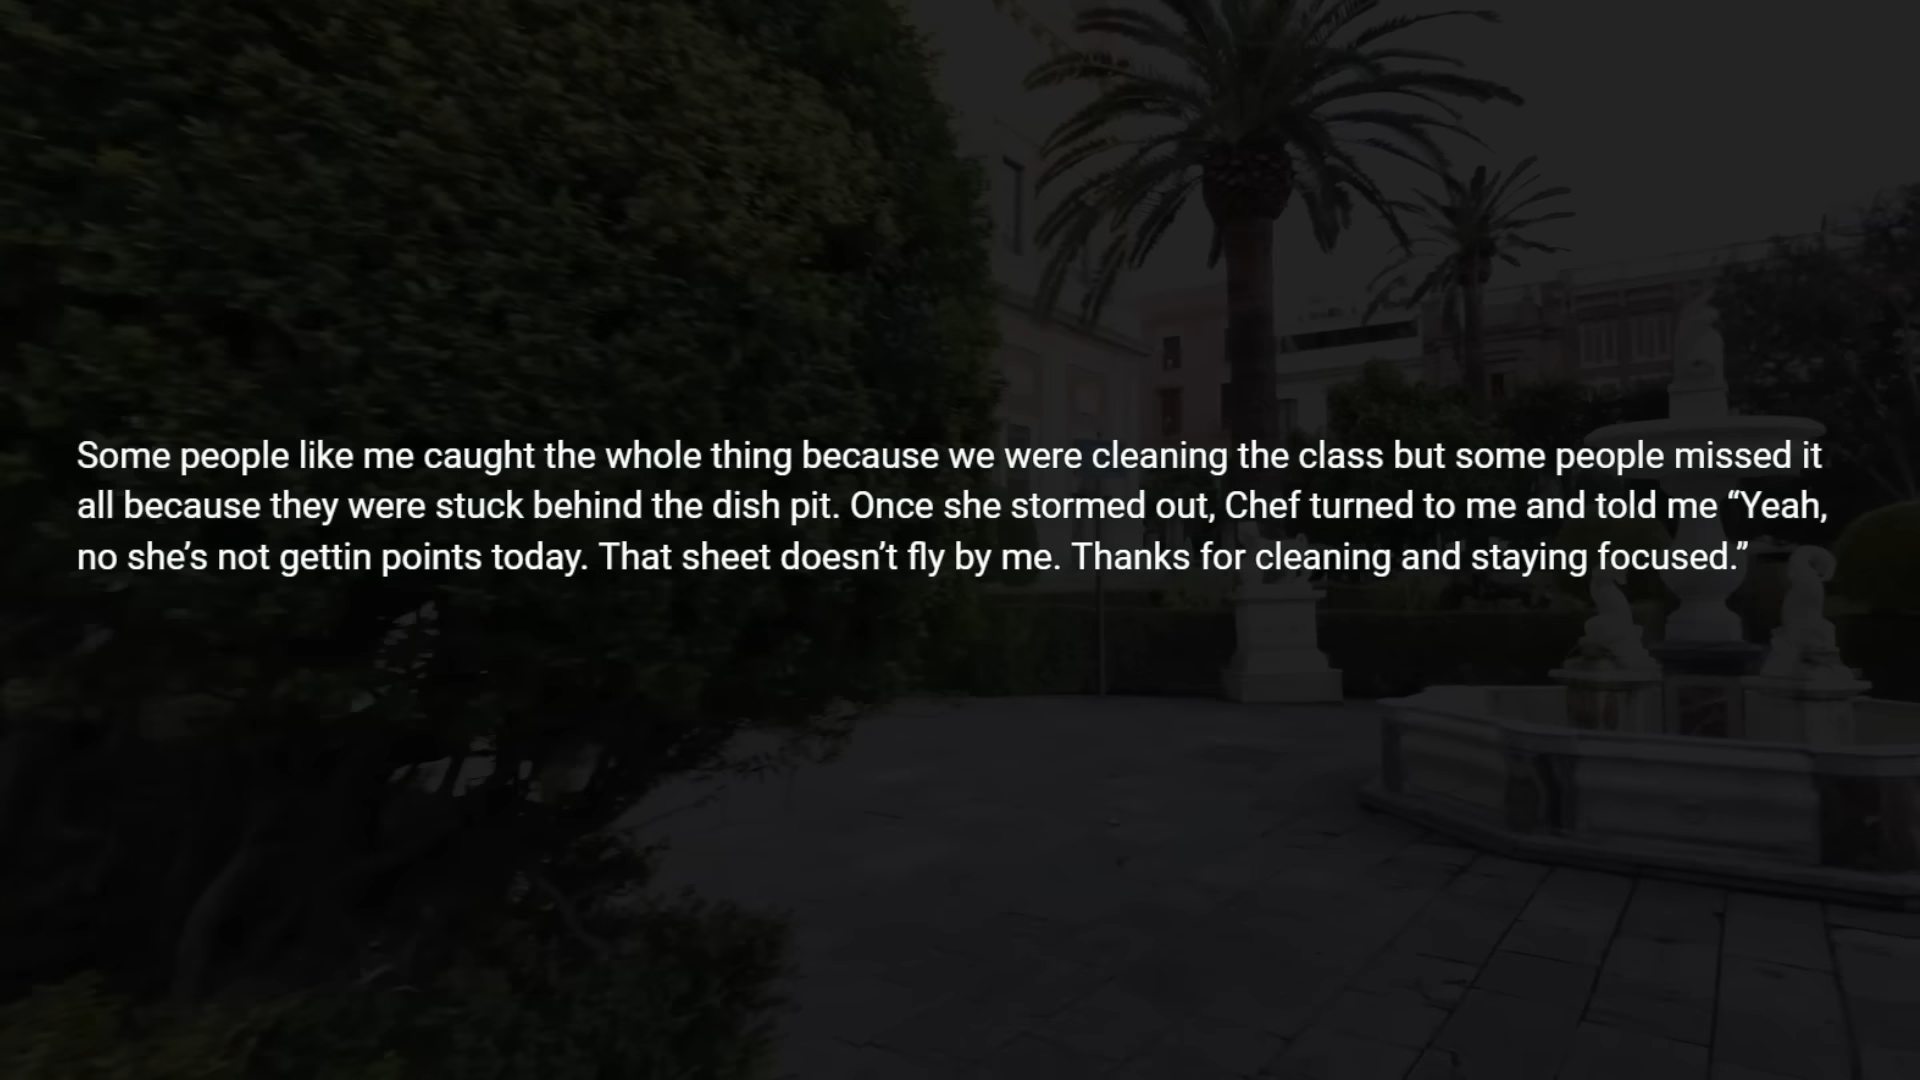 Some people like me caught the whole thing because we were cleaning the class but some people missed it
all because they were stuck behind the dish pit. Once she stormed out, Chef turned to me and told me “Yeah,
no she’s not gettin points today. That sheet doesn’t fly by me. Thanks for cleaning and staying focused.”